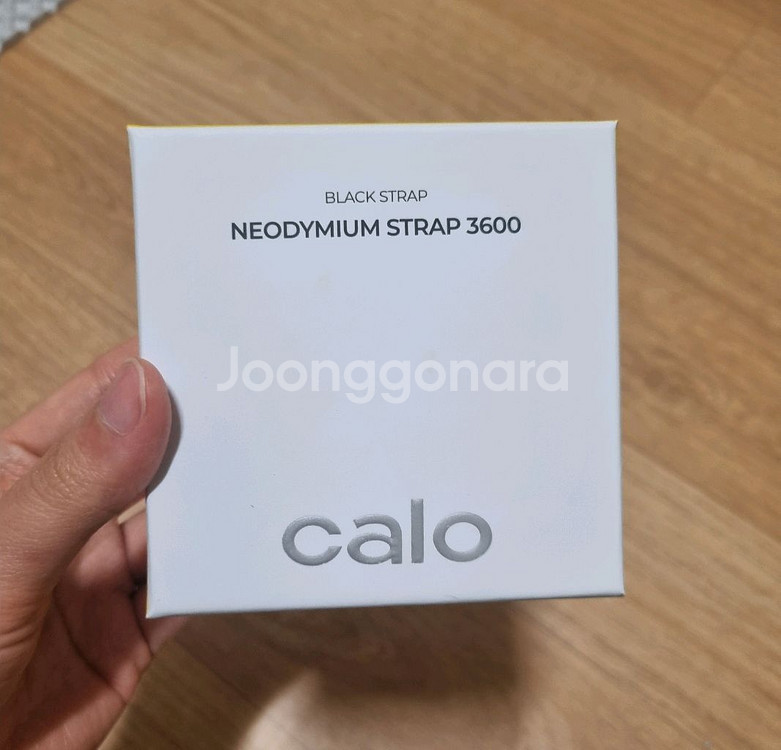 BLACK STRAP
NEODYMIUM STRAP 3600
Joonggonara
calo